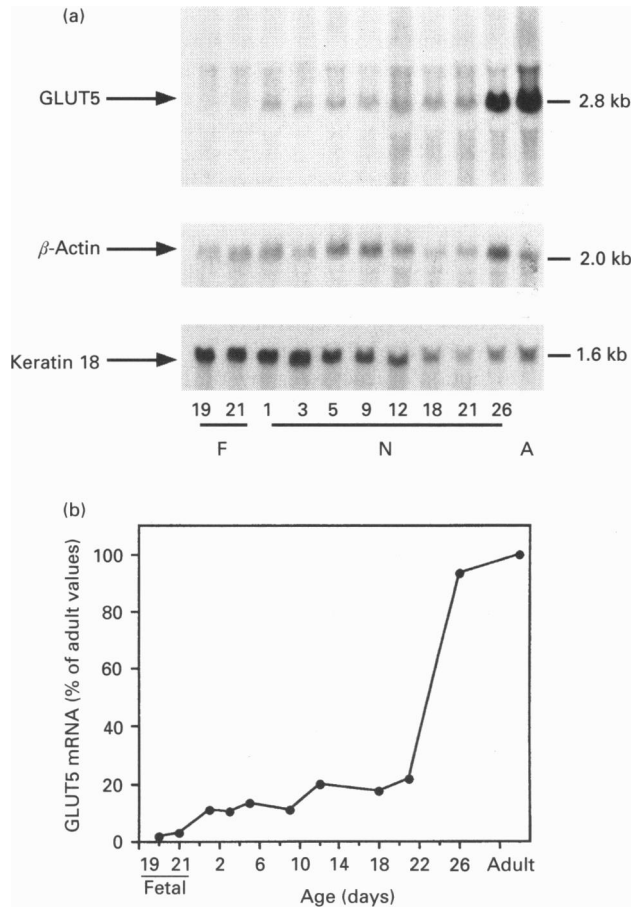 (a)
GLUT5
2.8 kb
β-Actin
2.0 kb
Keratin 18
1.6 kb
19 21 1 3 5 9 12 18 21 26
F N A
(b)
100
80
60
40
20
0
GLUT5 mRNA (% of adult values)
19 21 2 6 10 14 18 22 26 Adult
Fetal
Age (days)